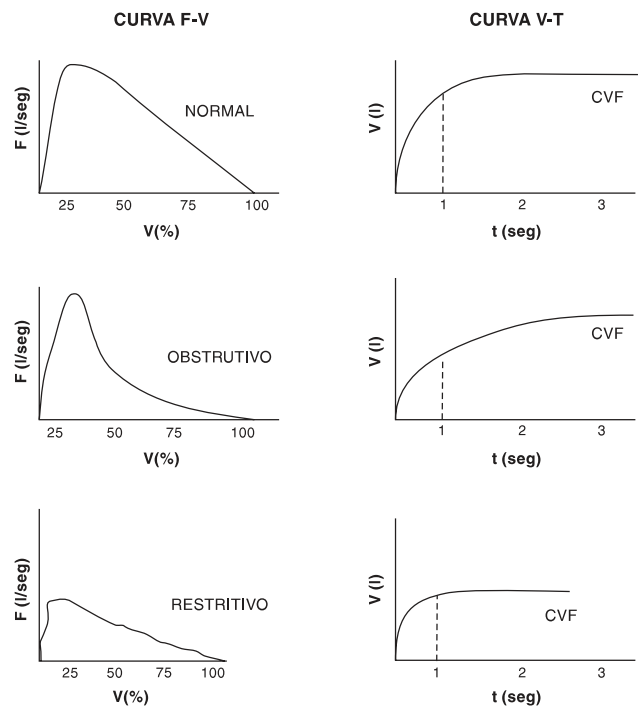 CURVA F-V
CURVA V-T
F (l/seg)
NORMAL
25 50 75 100
V(%)
V (l)
CVF
1 2 3
t (seg)
F (l/seg)
OBSTRUTIVO
25 50 75 100
V(%)
V (l)
CVF
1 2 3
t (seg)
F (l/seg)
RESTRITIVO
25 50 75 100
V(%)
V (l)
CVF
1 2 3
t (seg)